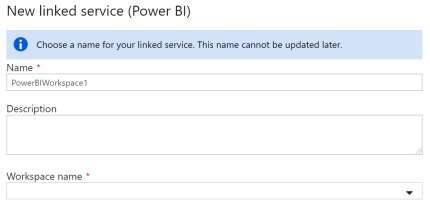 New linked service (Power BI)
Choose a name for your linked service. This name cannot be updated later.
Name *
PowerBIWorkspace1
Description
Workspace name *